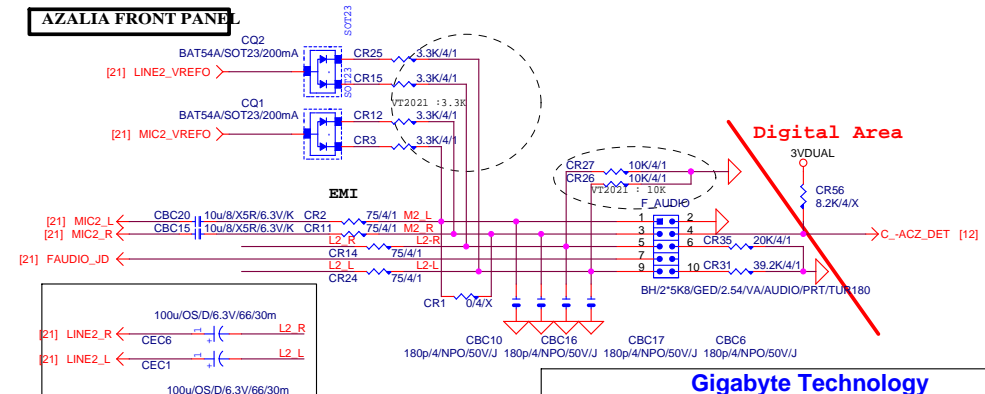 AZALIA FRONT PANEL
SOT23
CQ2
BAT54A/SOT23/200mA
[21] LINE2_VREFO
CR25 3.3K/4/1
CR15 3.3K/4/1
SOT23
VT2021 :3.3K
CQ1
BAT54A/SOT23/200mA
[21] MIC2_VREFO
CR12 3.3K/4/1
CR3 3.3K/4/1
Digital Area
3VDUAL
CR27 10K/4/1
CR26 10K/4/1
VT2021 : 10K
CR56
8.2K/4/X
EMI
F_AUDIO
[21] MIC2_L CBC20 10u/8/X5R/6.3V/K CR2 75/4/1 M2_L 1 2
[21] MIC2_R CBC15 10u/8/X5R/6.3V/K CR11 75/4/1 M2_R 3 4
C_-ACZ_DET [12]
L2_R L2-R 5 6 CR35 20K/4/1
CR14 75/4/1
[21] FAUDIO_JD 7
L2_L L2-L 9 10 CR31 39.2K/4/1
CR24 75/4/1
BH/2*5K8/GED/2.54/VA/AUDIO/PRT/TUR180
CR1 0/4/X
100u/OS/D/6.3V/66/30m
[21] LINE2_R 1 + L2_R
CEC6
[21] LINE2_L 1 + L2_L
CEC1
100u/OS/D/6.3V/66/30m
CBC10 CBC16 CBC17 CBC6
180p/4/NPO/50V/J 180p/4/NPO/50V/J 180p/4/NPO/50V/J 180p/4/NPO/50V/J
Gigabyte Technology